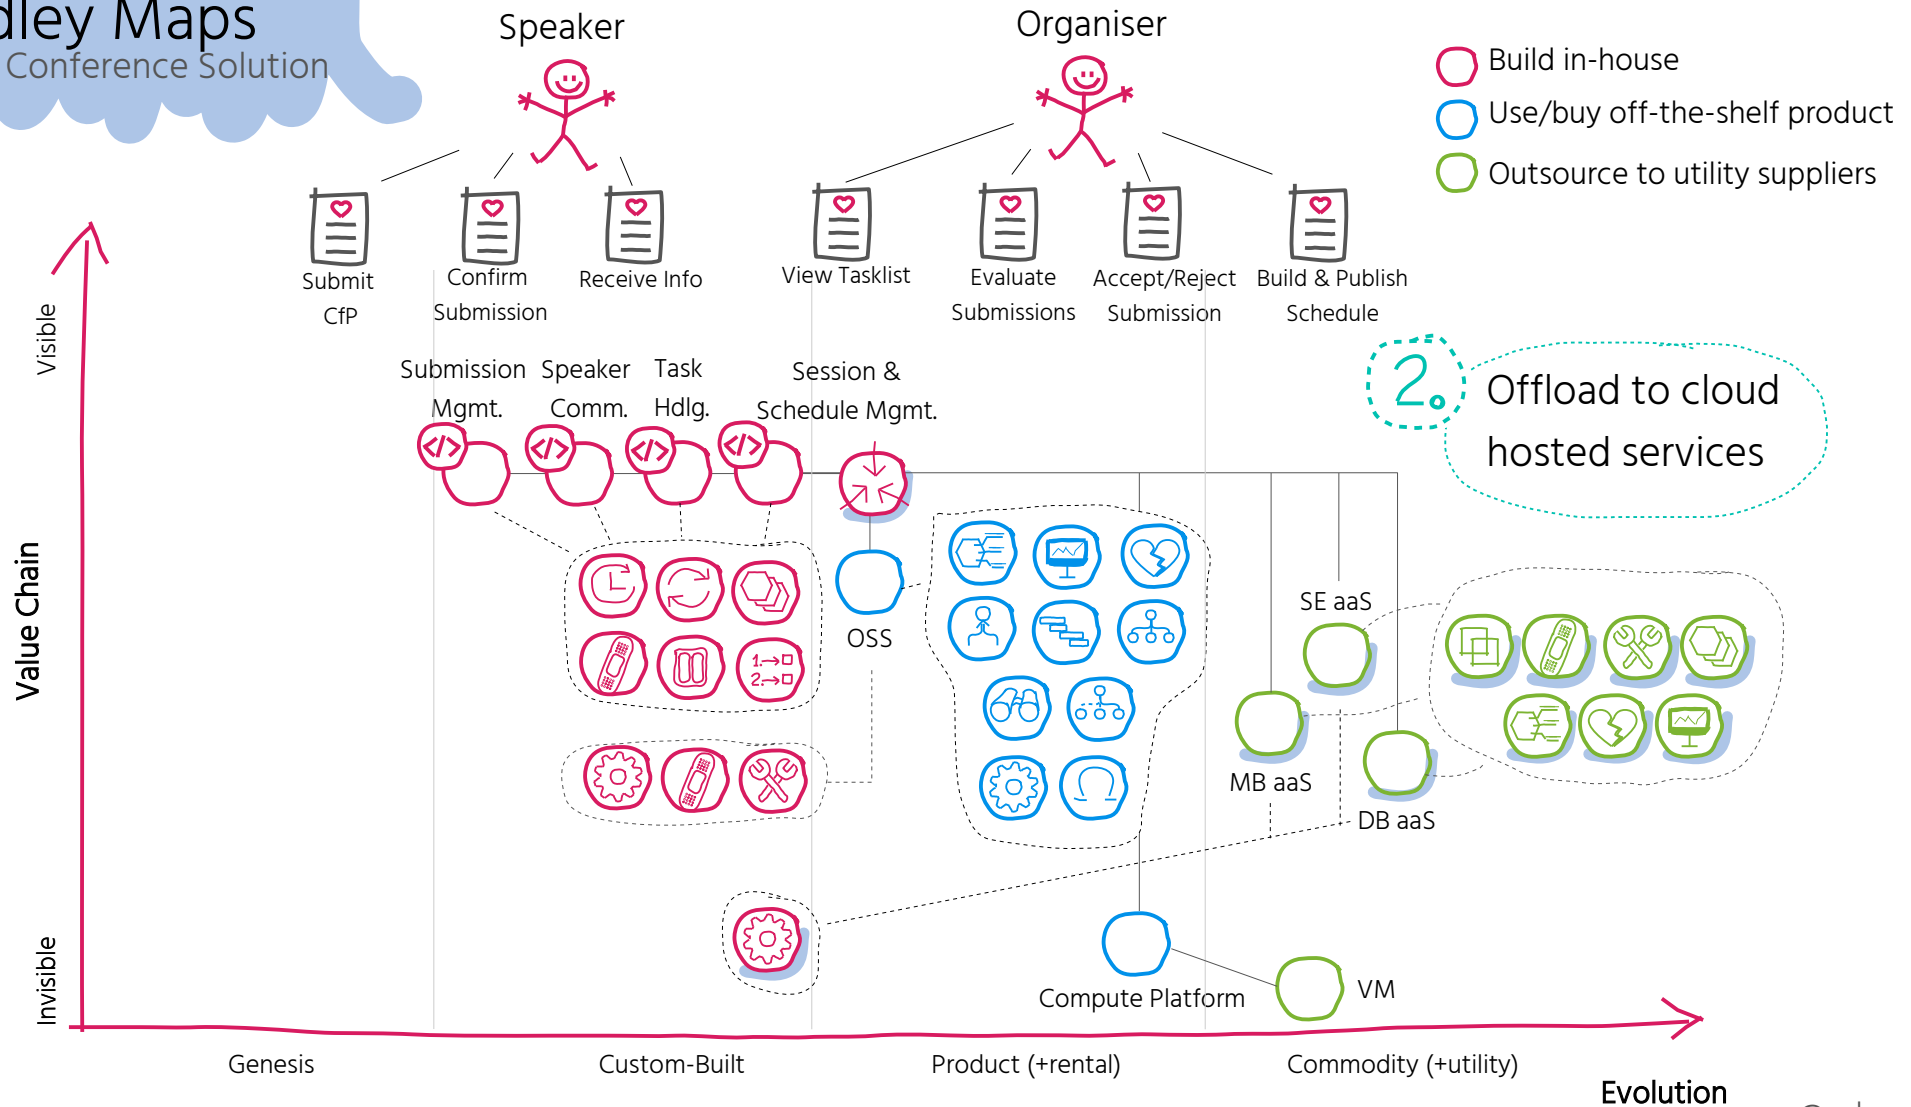 dley Maps
Conference Solution
Speaker
Organiser
Build in-house
Use/buy off-the-shelf product
Outsource to utility suppliers
Submit
CfP
Confirm
Submission
Receive Info
View Tasklist
Evaluate
Submissions
Accept/Reject
Submission
Build & Publish
Schedule
Visible
Value Chain
Invisible
Submission
Mgmt.
Speaker
Comm.
Task
Hdlg.
Session &
Schedule Mgmt.
</>
</>
</>
</>
2.
Offload to cloud
hosted services
OSS
1.→□
2.→□
SE aaS
MB aaS
DB aaS
Compute Platform
VM
Genesis
Custom-Built
Product (+rental)
Commodity (+utility)
Evolution